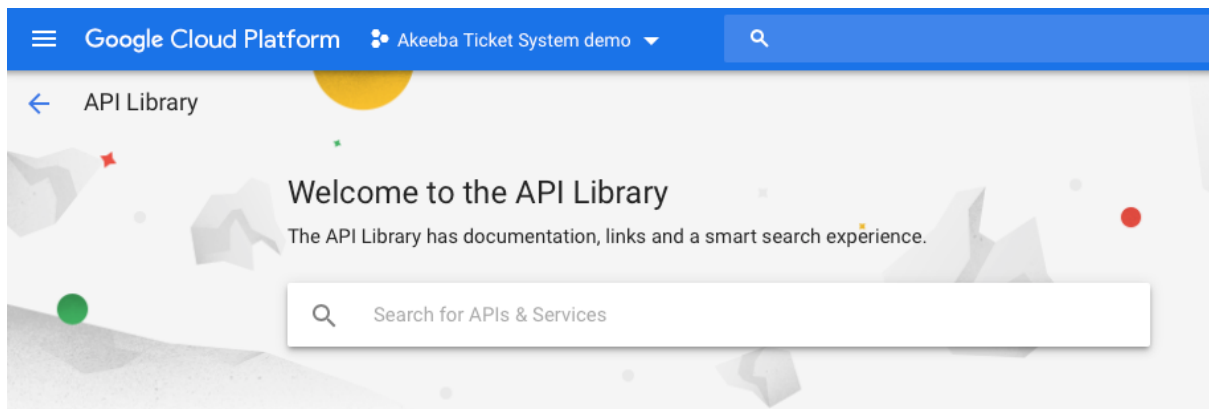 Google Cloud Platform Akeeba Ticket System demo
API Library
Welcome to the API Library
The API Library has documentation, links and a smart search experience.
Search for APIs & Services